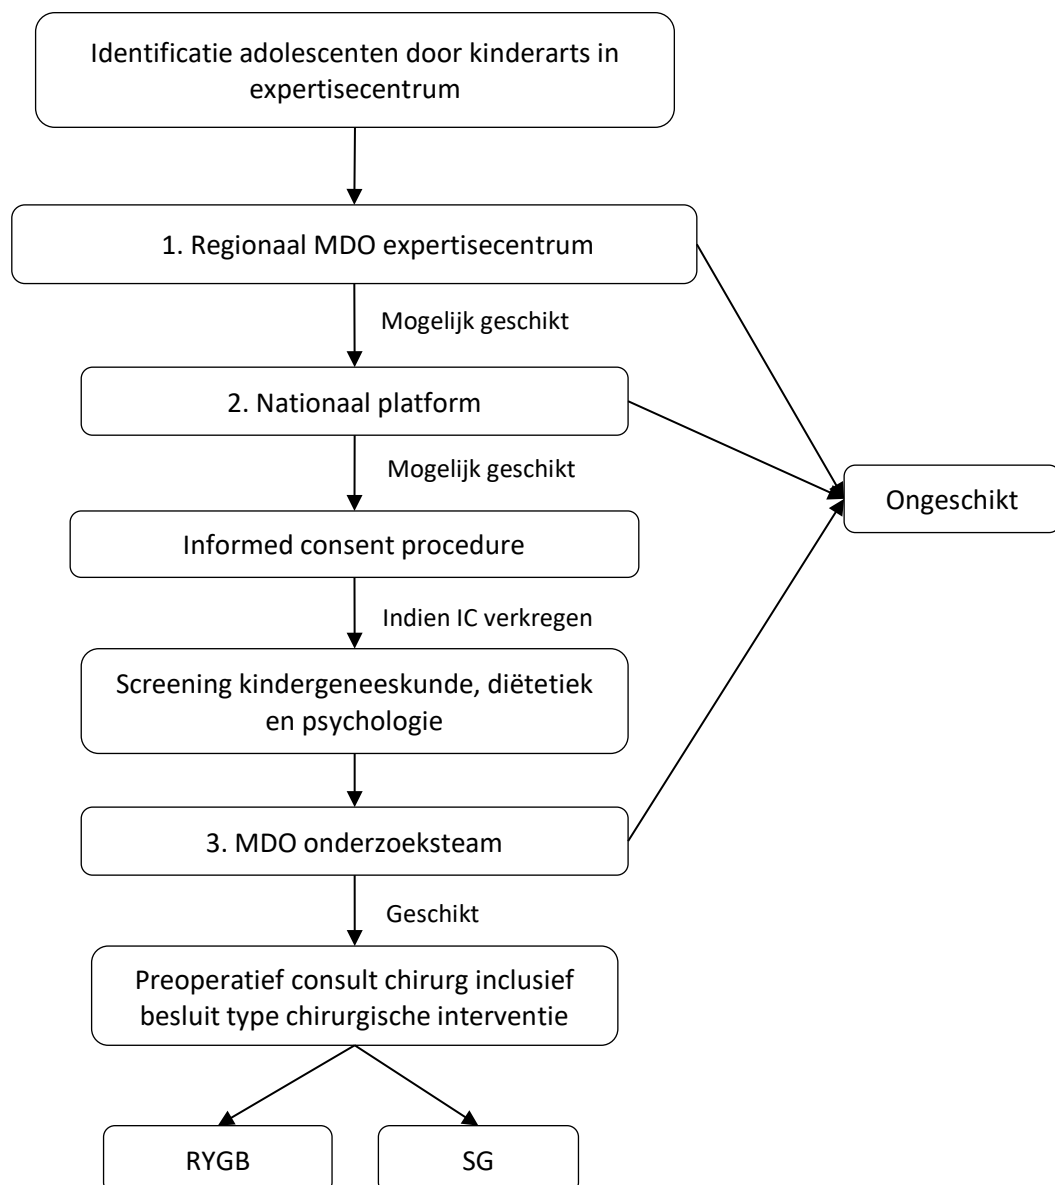 Identificatie adolescenten door kinderarts in
expertisecentrum
1. Regionaal MDO expertisecentrum
Mogelijk geschikt
2. Nationaal platform
Mogelijk geschikt
Ongeschikt
Informed consent procedure
Indien IC verkregen
Screening kindergeneeskunde, diëtetiek
en psychologie
3. MDO onderzoeksteam
Geschikt
Preoperatief consult chirurg inclusief
besluit type chirurgische interventie
RYGB
SG